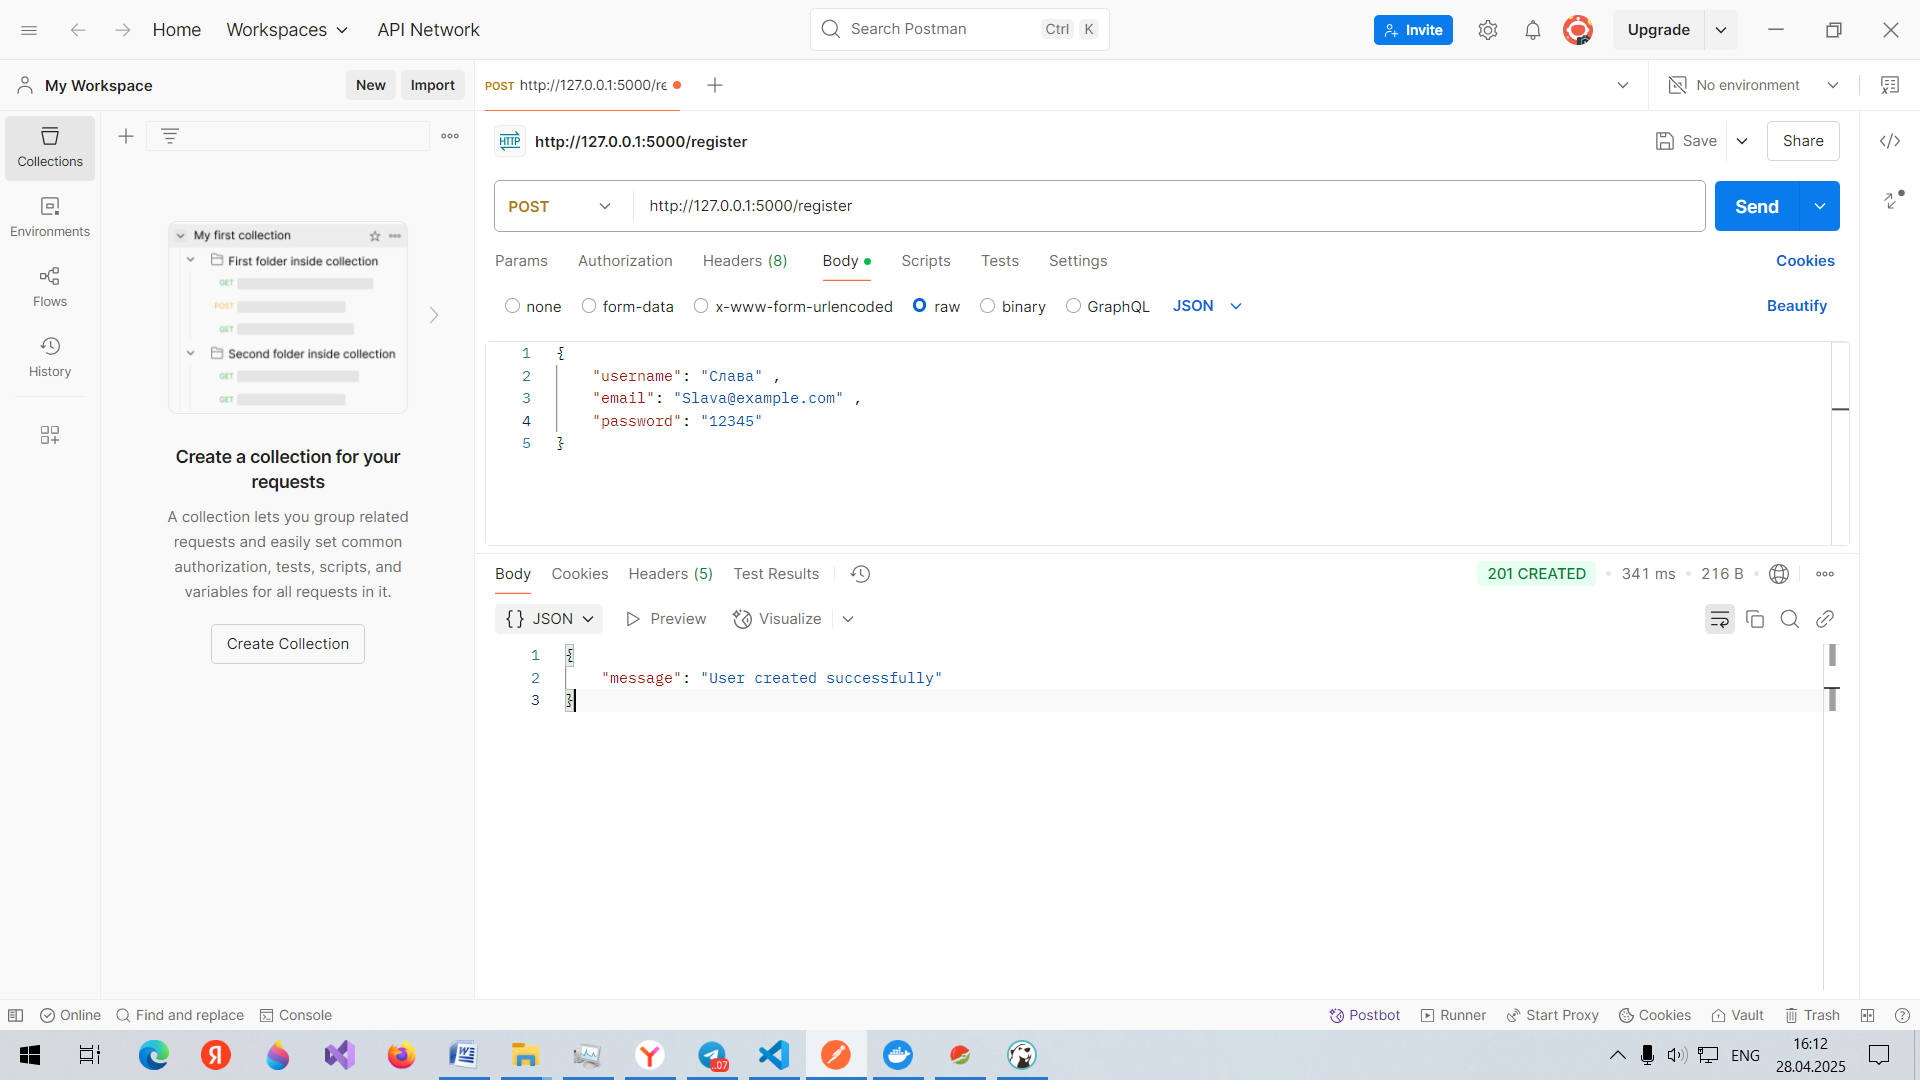 Home
Workspaces
API Network
Search Postman
Ctrl K
Invite
Upgrade
My Workspace
New
Import
POST http://127.0.0.1:5000/re
No environment
Collections
Environments
Flows
History
My first collection
First folder inside collection
GET
POST
GET
Second folder inside collection
GET
GET
Create a collection for your
requests
A collection lets you group related
requests and easily set common
authorization, tests, scripts, and
variables for all requests in it.
Create Collection
HTTP http://127.0.0.1:5000/register
Save
Share
POST
http://127.0.0.1:5000/register
Send
Params
Authorization
Headers (8)
Body
Scripts
Tests
Settings
Cookies
none
form-data
x-www-form-urlencoded
raw
binary
GraphQL
JSON
Beautify
1 {
2 "username": "Слава" ,
3 "email": "Slava@example.com" ,
4 "password": "12345"
5 }
Body
Cookies
Headers (5)
Test Results
201 CREATED
341 ms
216 B
{} JSON
Preview
Visualize
1 {
2 "message": "User created successfully"
3 }
Online
Find and replace
Console
Postbot
Runner
Start Proxy
Cookies
Vault
Trash
..07
ENG
16:12
28.04.2025